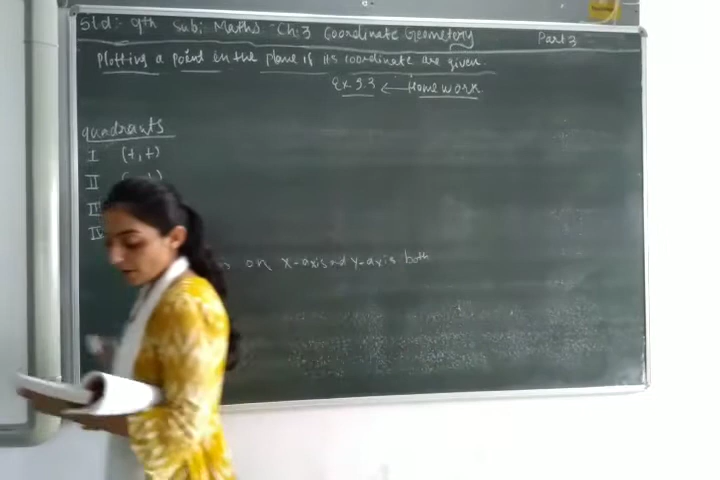 Std:- 9th Sub: Maths Ch:3 Coordinate Geometery Part 3
Plotting a point in the plane if its coordinate are given.
Ex 3.3 ← Home work.
quadrants
I (+, +)
II
III
IV
on x-axis and y-axis both